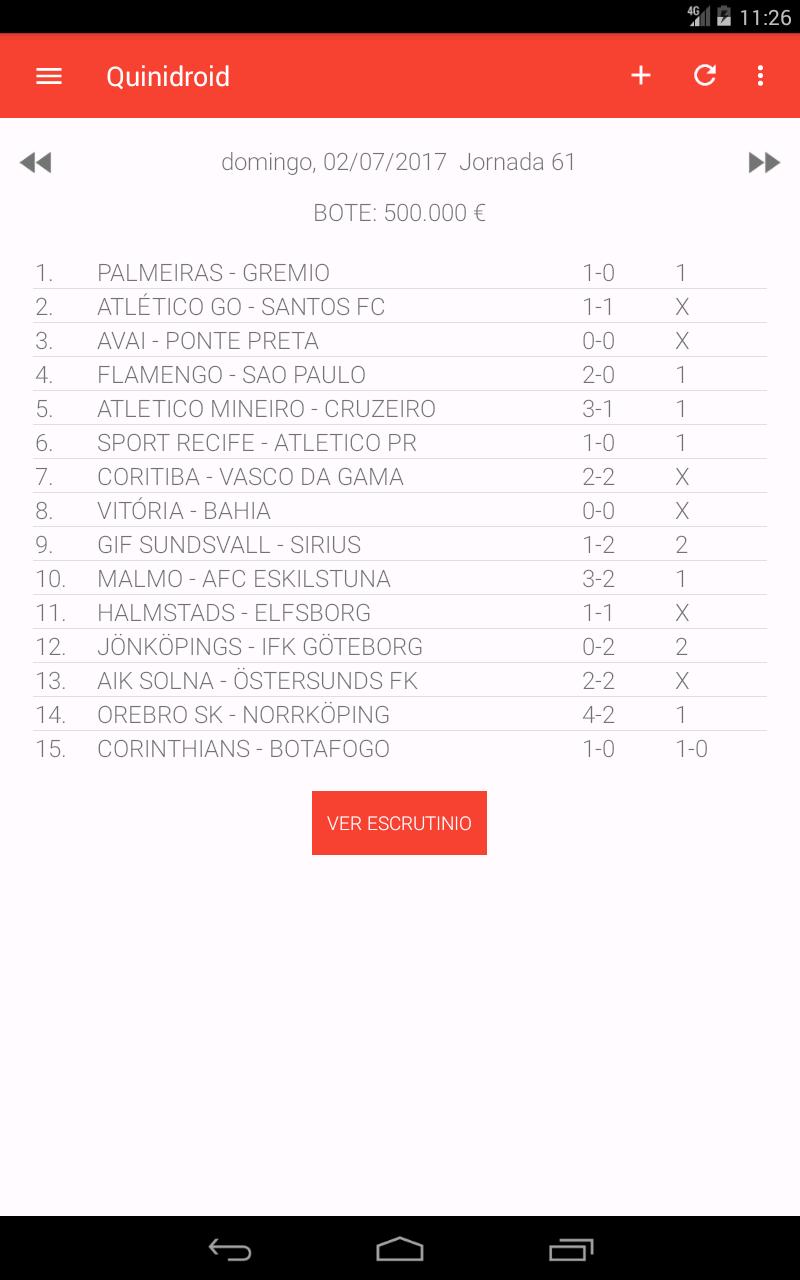 4G 11:26
Quinidroid
domingo, 02/07/2017 Jornada 61
BOTE: 500.000 €
1. PALMEIRAS - GREMIO 1-0 1
2. ATLÉTICO GO - SANTOS FC 1-1 X
3. AVAI - PONTE PRETA 0-0 X
4. FLAMENGO - SAO PAULO 2-0 1
5. ATLETICO MINEIRO - CRUZEIRO 3-1 1
6. SPORT RECIFE - ATLETICO PR 1-0 1
7. CORITIBA - VASCO DA GAMA 2-2 X
8. VITÓRIA - BAHIA 0-0 X
9. GIF SUNDSVALL - SIRIUS 1-2 2
10. MALMO - AFC ESKILSTUNA 3-2 1
11. HALMSTADS - ELFSBORG 1-1 X
12. JÖNKÖPINGS - IFK GÖTEBORG 0-2 2
13. AIK SOLNA - ÖSTERSUNDS FK 2-2 X
14. OREBRO SK - NORRKÖPING 4-2 1
15. CORINTHIANS - BOTAFOGO 1-0 1-0
VER ESCRUTINIO